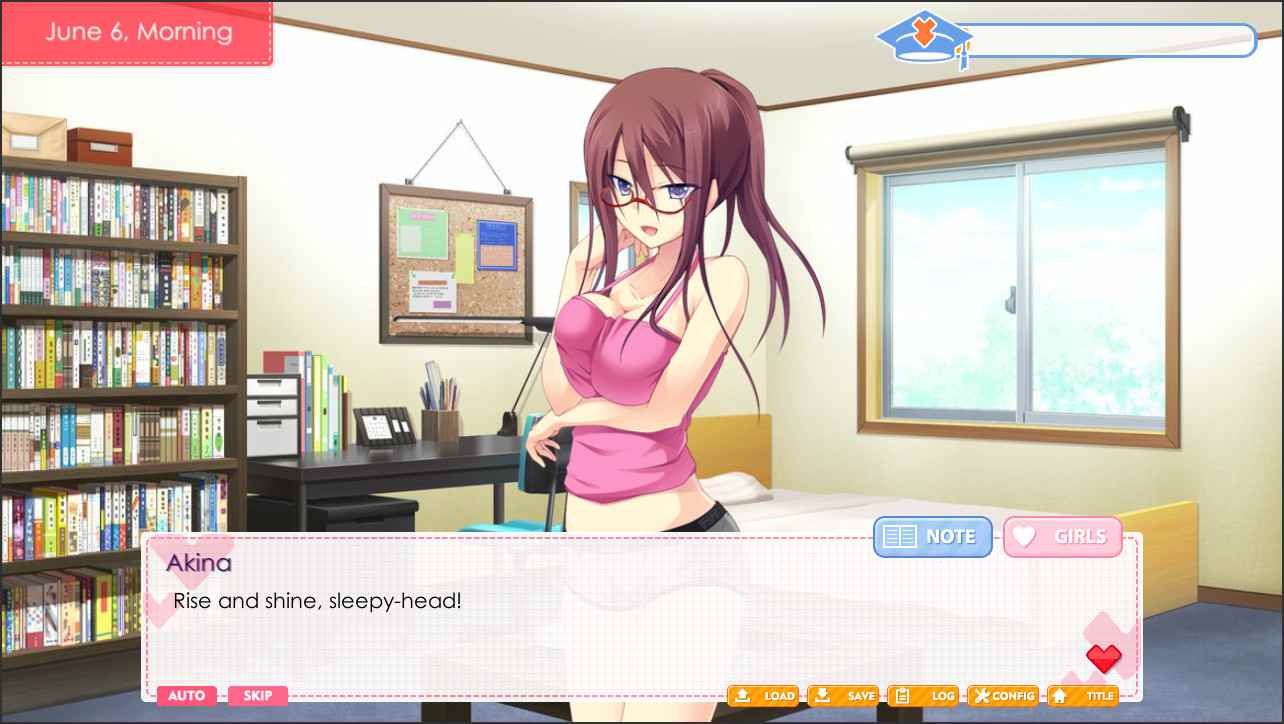 June 6, Morning
NOTE
GIRLS
Akina
Rise and shine, sleepy-head!
AUTO
SKIP
LOAD
SAVE
LOG
CONFIG
TITLE